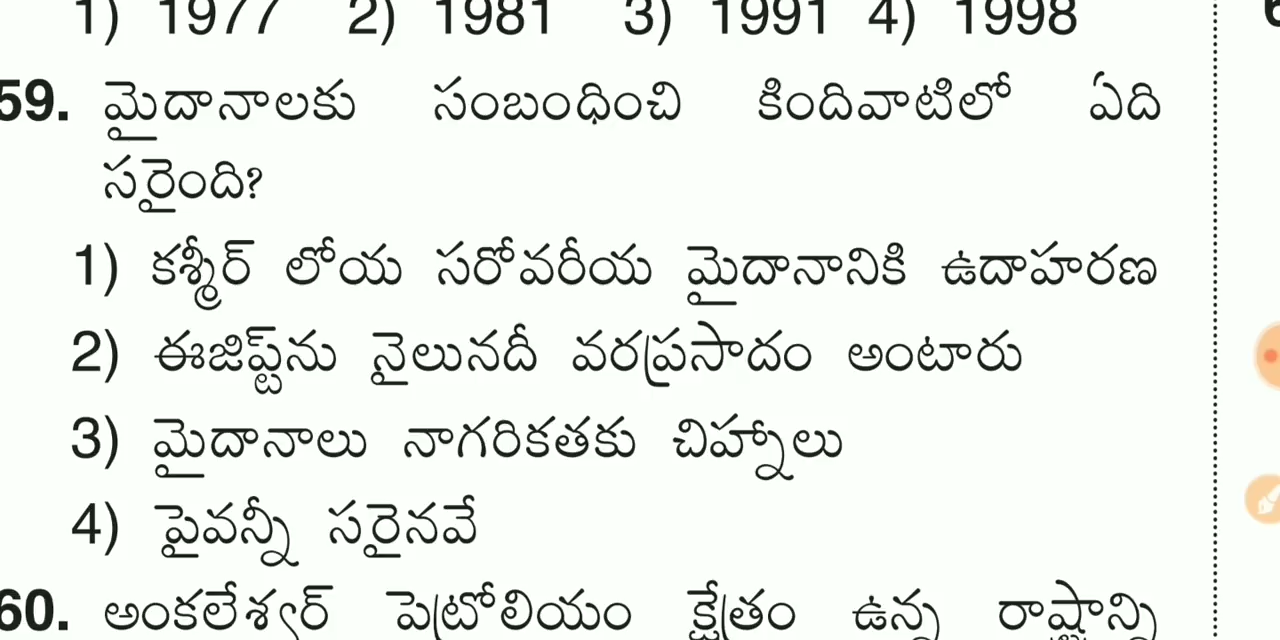 1) 1977 2) 1981 3) 1991 4) 1998
59. మైదానాలకు సంబంధించి కిందివాటిలో ఏది
సరైంది?
1) కశ్మీర్ లోయ సరోవరీయ మైదానానికి ఉదాహరణ
2) ఈజిప్ట్‌ను నైలునదీ వరప్రసాదం అంటారు
3) మైదానాలు నాగరికతకు చిహ్నాలు
4) పైవన్నీ సరైనవే
60. అంకలేశ్వర్ పెట్రోలియం క్షేత్రం ఉన్న రాష్ట్రాన్ని